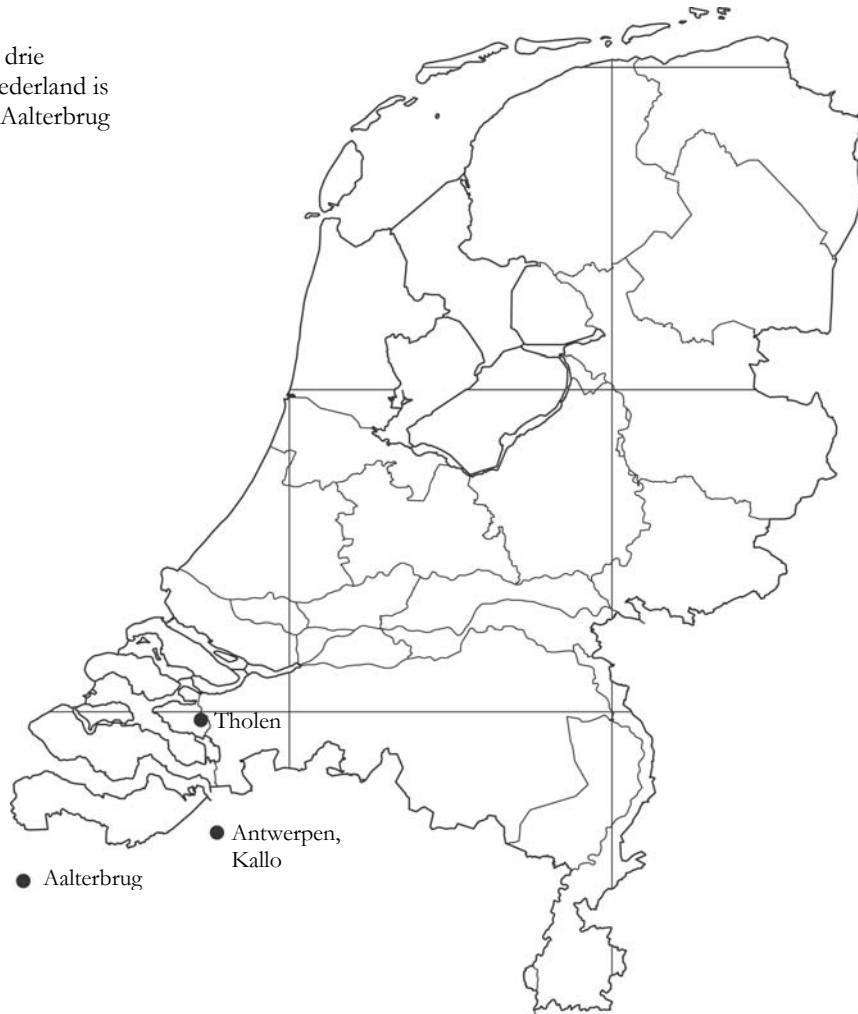 drie
ederland is
Aalterbrug
Tholen
Antwerpen,
Kallo
Aalterbrug